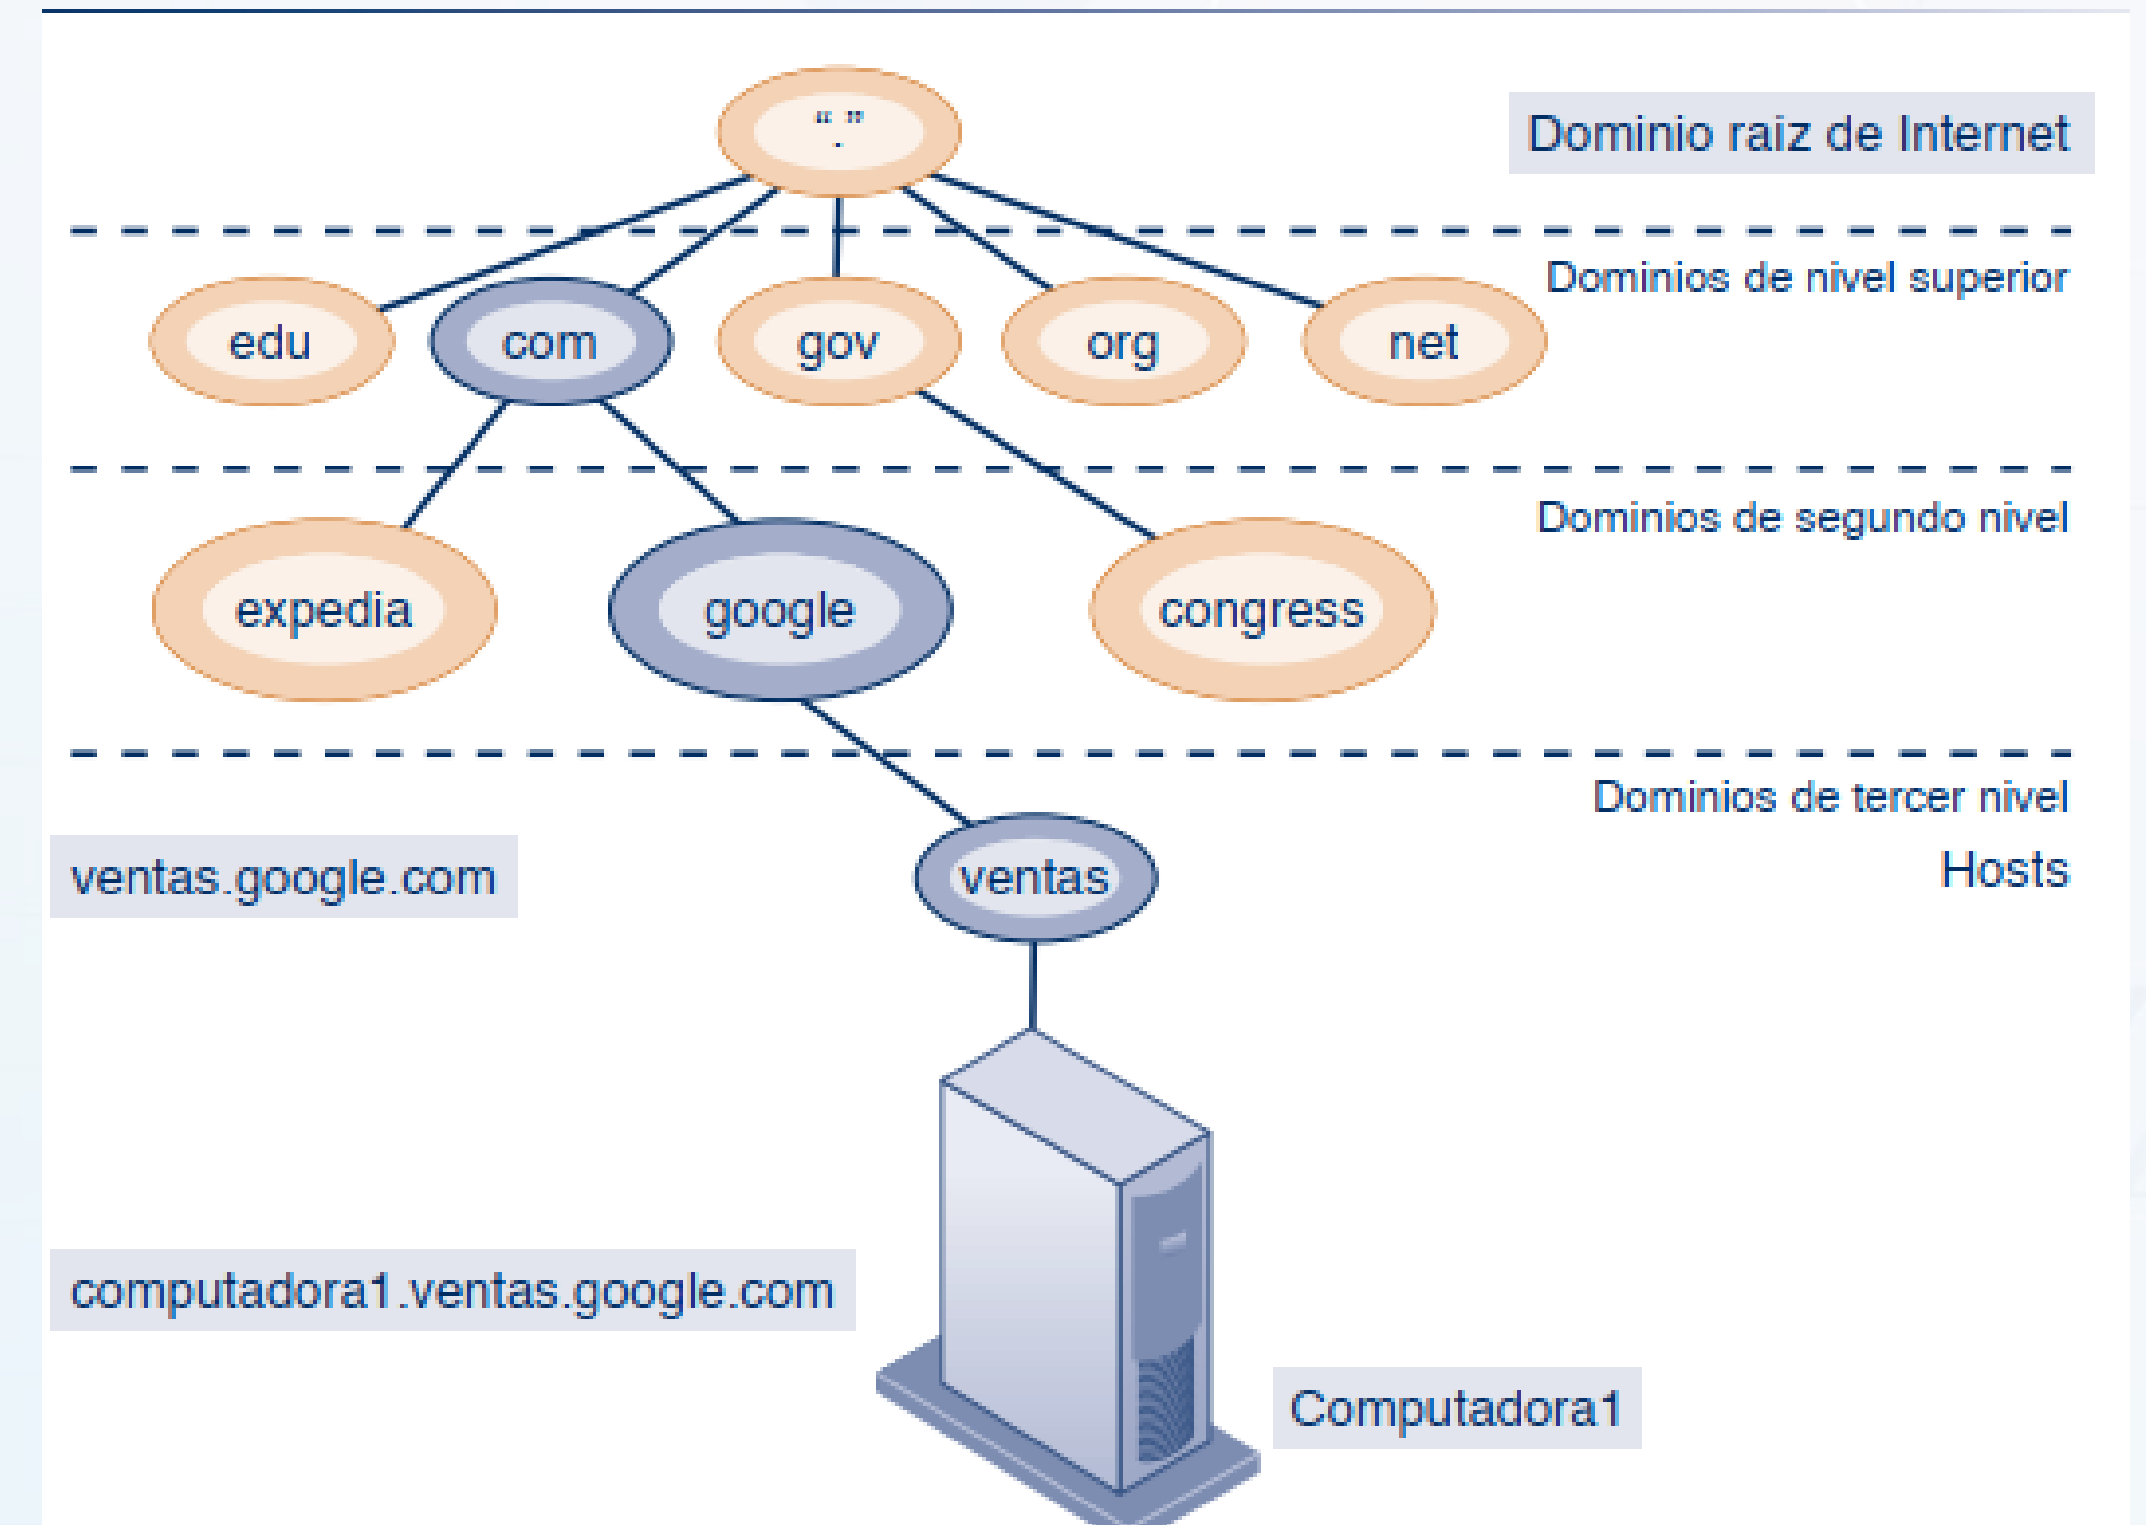 “.”
Dominio raiz de Internet
Dominios de nivel superior
edu
com
gov
org
net
Dominios de segundo nivel
expedia
google
congress
Dominios de tercer nivel
Hosts
ventas.google.com
ventas
computadora1.ventas.google.com
Computadora1